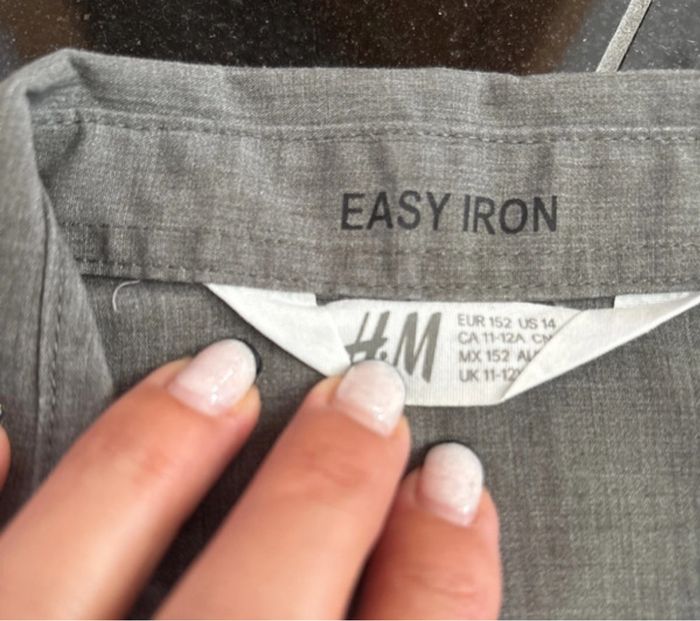 EASY IRON
H&M
EUR 152 US 14
CA 11-12A
MX 152
UK 11-12